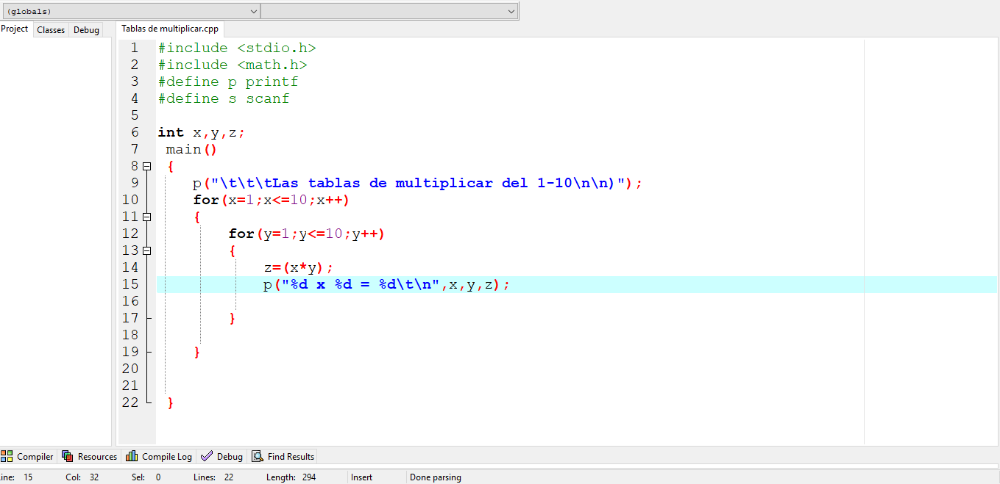 (globals)
Project Classes Debug Tablas de multiplicar.cpp
1 #include <stdio.h>
2 #include <math.h>
3 #define p printf
4 #define s scanf
5
6 int x,y,z;
7 main()
8 {
9 p("\t\t\tLas tablas de multiplicar del 1-10\n\n)");
10 for(x=1;x<=10;x++)
11 {
12 for(y=1;y<=10;y++)
13 {
14 z=(x*y);
15 p("%d x %d = %d\t\n",x,y,z);
16
17 }
18
19 }
20
21
22 }
Compiler Resources Compile Log Debug Find Results
ine: 15 Col: 32 Sel: 0 Lines: 22 Length: 294 Insert Done parsing